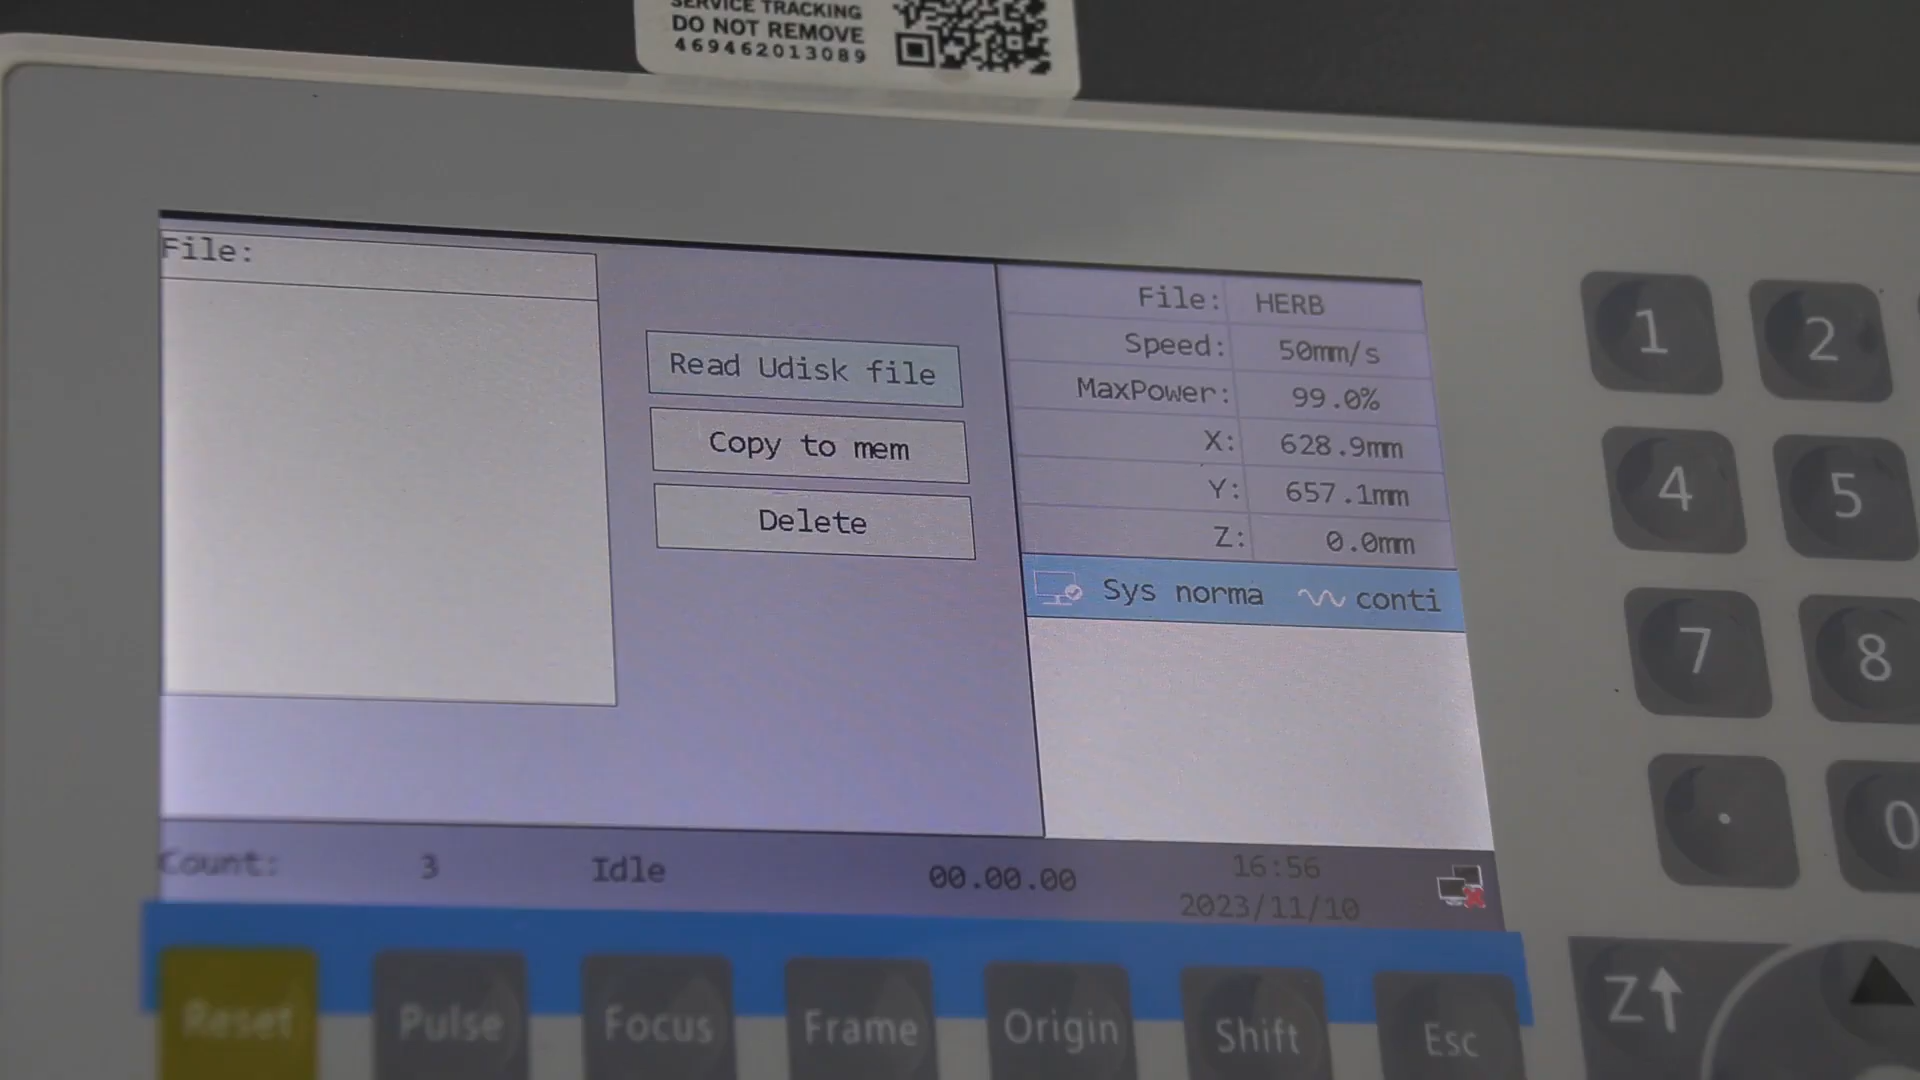 SERVICE TRACKING
DO NOT REMOVE
469462013089
File:
Read Udisk file
Copy to mem
Delete
File: HERB
Speed: 50mm/s
MaxPower: 99.0%
X: 628.9mm
Y: 657.1mm
Z: 0.0mm
Sys norma conti
Count: 3 Idle 00.00.00 16:56
2023/11/10
Reset Pulse Focus Frame Origin Shift Esc
1 2
4 5
7 8
. 0
Z↑